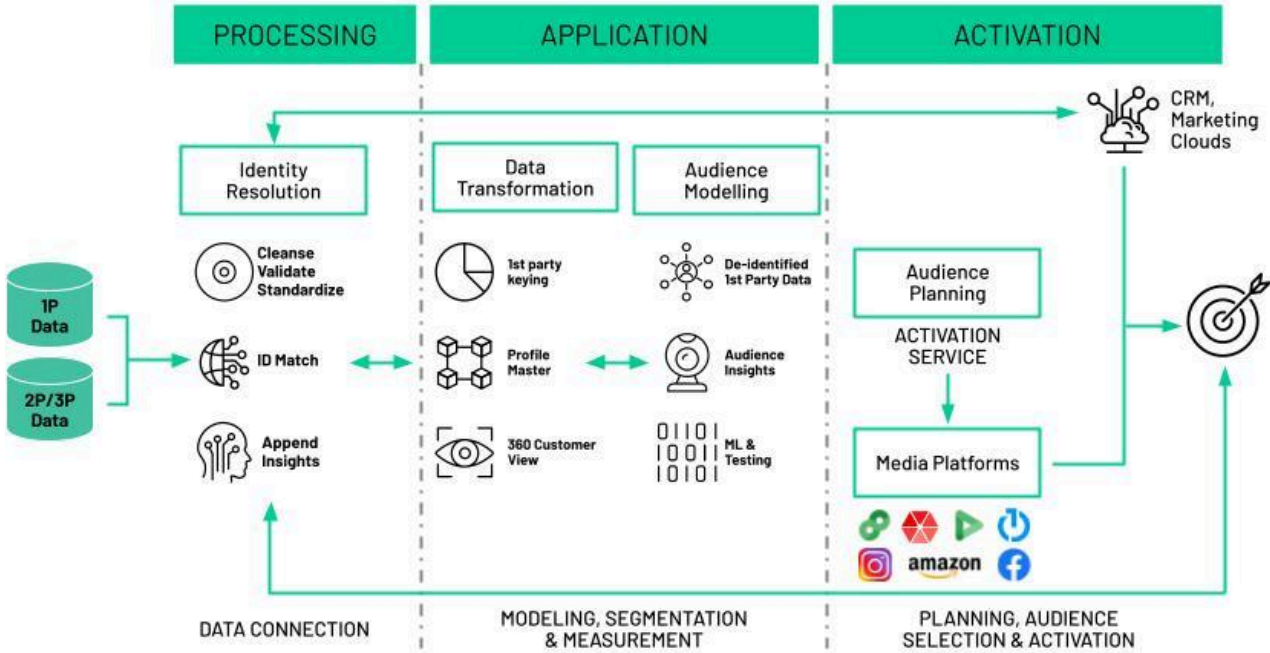 PROCESSING
APPLICATION
ACTIVATION
CRM,
Marketing
Clouds
Identity
Resolution
Data
Transformation
Audience
Modelling
Cleanse
Validate
Standardize
1st party
keying
De-identified
1st Party Data
Audience
Planning
1P
Data
ACTIVATION
SERVICE
ID Match
Profile
Master
Audience
Insights
2P/3P
Data
Append
Insights
360 Customer
View
01101
10011
10101
ML &
Testing
Media Platforms
amazon
DATA CONNECTION
MODELING, SEGMENTATION
& MEASUREMENT
PLANNING, AUDIENCE
SELECTION & ACTIVATION